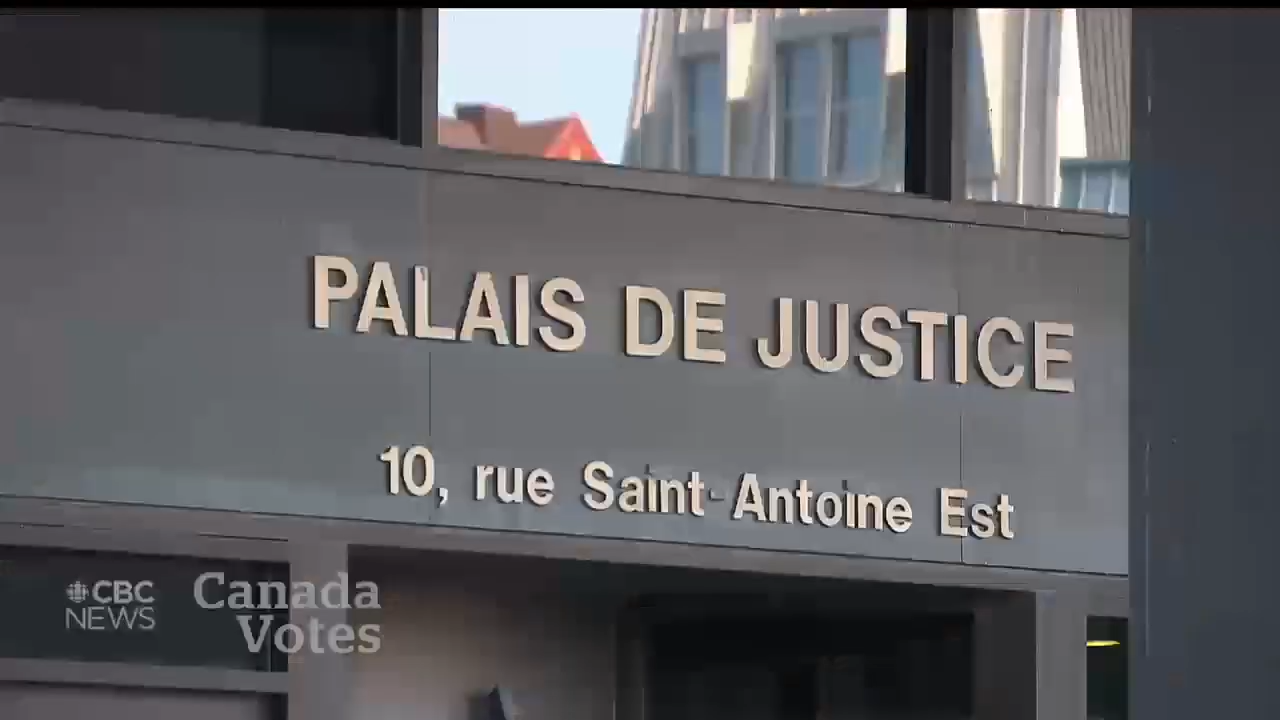 PALAIS DE JUSTICE
10, rue Saint-Antoine Est
CBC
NEWS
Canada
Votes